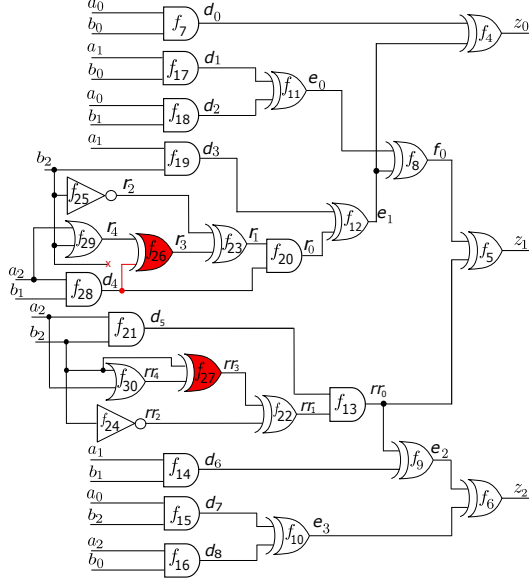 a₀ d₀
b₀ f₇ f₄ z₀
a₁ d₁
b₀ f₁₇ f₁₁ e₀
a₀ d₂
b₁ f₁₈
a₁ d₃ f₈ f₀
b₂ f₁₉
f₂₅ r₂ f₁₂ e₁
f₂₉ r₄ f₂₆ r₃ f₂₃ r₁ f₂₀ r₀ f₅ z₁
x
a₂ d₄
b₁ f₂₈
a₂ d₅
b₂ f₂₁
f₃₀ rr₄ f₂₇ rr₃
f₂₄ rr₂ f₂₂ rr₁ f₁₃ rr₀
a₁ d₆ f₉ e₂
b₁ f₁₄
a₀ d₇ f₆ z₂
b₂ f₁₅ f₁₀ e₃
a₂ d₈
b₀ f₁₆